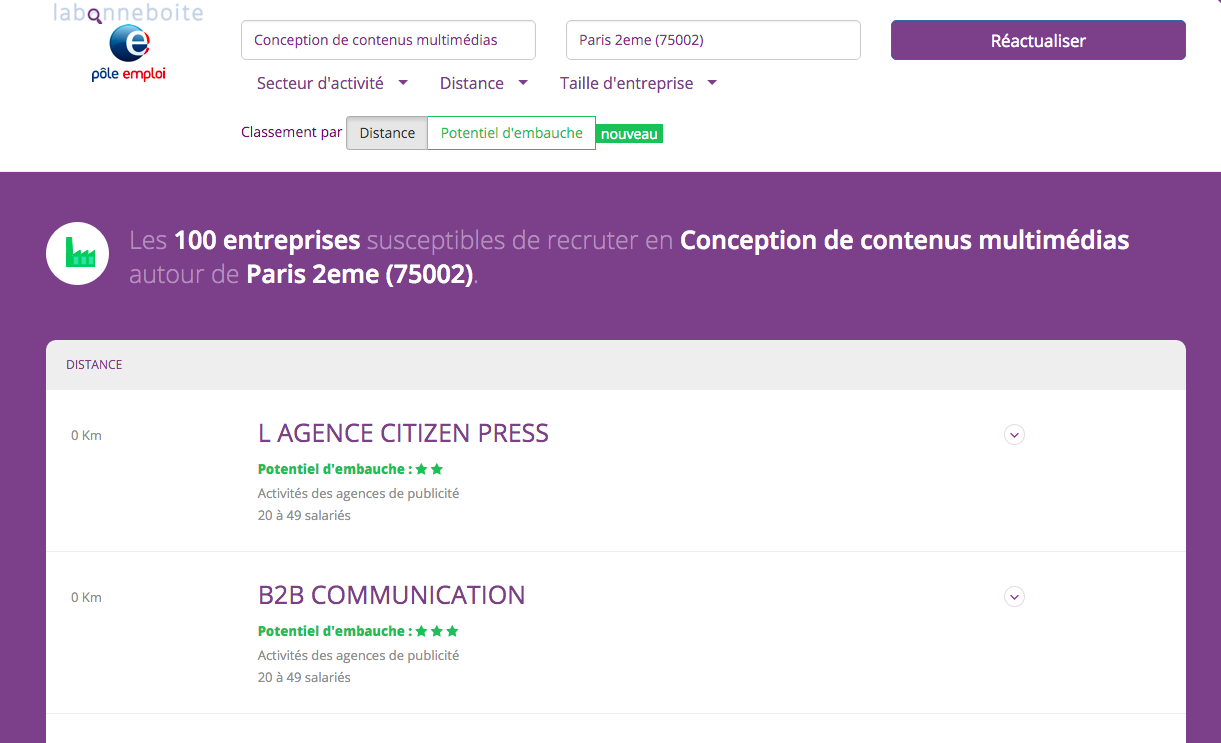 labonneboite
pôle emploi
Conception de contenus multimédias
Paris 2eme (75002)
Réactualiser
Secteur d'activité
Distance
Taille d'entreprise
Classement par
Distance
Potentiel d'embauche
nouveau
Les 100 entreprises susceptibles de recruter en Conception de contenus multimédias
autour de Paris 2eme (75002).
DISTANCE
0 Km
L AGENCE CITIZEN PRESS
Potentiel d'embauche : ★ ★
Activités des agences de publicité
20 à 49 salariés
0 Km
B2B COMMUNICATION
Potentiel d'embauche : ★ ★ ★
Activités des agences de publicité
20 à 49 salariés